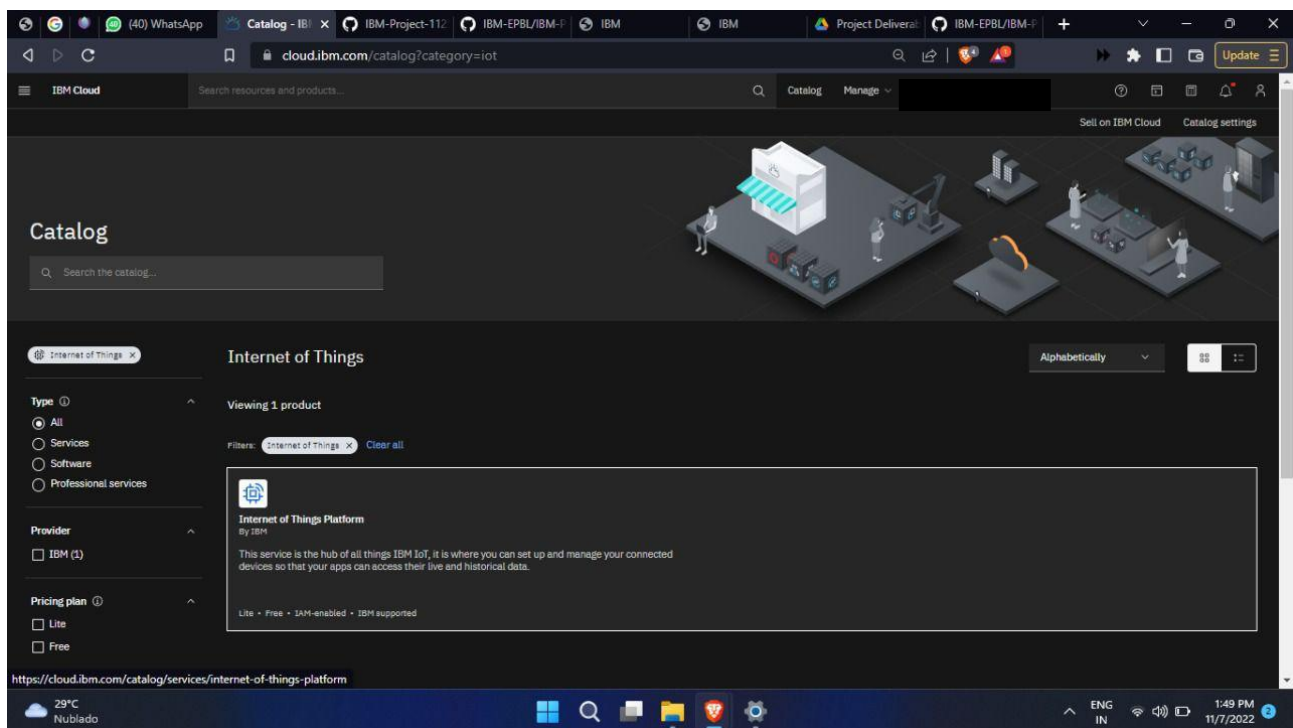 (40) WhatsApp
Catalog - IB
IBM-Project-112
IBM-EPBL/IBM-P
IBM
IBM
Project Delivera
IBM-EPBL/IBM-P
cloud.ibm.com/catalog?category=iot
Update
IBM Cloud
Search resources and products...
Catalog
Manage
Sell on IBM Cloud
Catalog settings
Catalog
Search the catalog...
Internet of Things
Internet of Things
Alphabetically
Type
All
Services
Software
Professional services
Provider
IBM (1)
Pricing plan
Lite
Free
Viewing 1 product
Filters: Internet of Things Clear all
Internet of Things Platform
By IBM
This service is the hub of all things IBM IoT, it is where you can set up and manage your connected
devices so that your apps can access their live and historical data.
Lite • Free • IAM-enabled • IBM supported
https://cloud.ibm.com/catalog/services/internet-of-things-platform
29°C
Nublado
ENG
IN
1:49 PM
11/7/2022
2